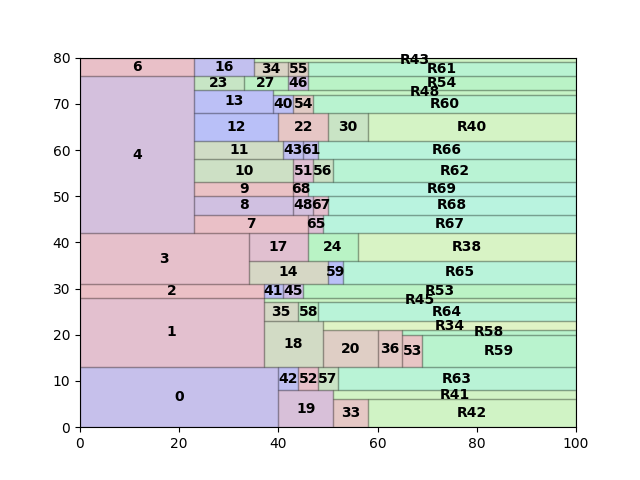 R43
80 6 16 34 55 R61
23 27 46 R54
R48
70 13 40 54 R60
12 22 30 R40
60 4 11 43 61 R66
10 51 56 R62
50 9 68 R69
8 48 67 R68
7 65 R67
40 3 17 24 R38
14 59 R65
30 2 41 45 R53
R45
35 58 R64
R34
20 1 18 20 36 53 R58
R59
10 0 42 52 57 R63
19 R41
33 R42
0
0 20 40 60 80 100